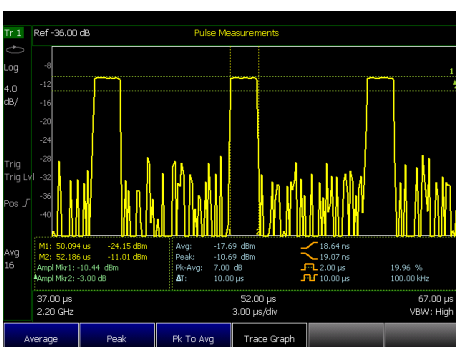 Tr 1 Ref -36.00 dB Pulse Measurements
Log
4.0
dB/
-8
-12
-16
-20
-24
-28
-32
-36
-40
1
Trig
Trig Lvl
Pos
Avg
16
M1: 50.094 us -24.15 dBm
M2: 52.186 us -11.01 dBm
Ampl Mkr1: -10.44 dBm
Ampl Mkr2: -3.00 dB
Avg: -17.69 dBm
Peak: -10.69 dBm
Pk-Avg: 7.00 dB
ΔT: 10.00 µs
18.64 ns
19.07 ns
2.00 µs 19.96 %
10.00 µs 100.00 kHz
37.00 µs 52.00 µs 67.00 µs
2.20 GHz 3.00 µs/div VBW: High
Average Peak Pk To Avg Trace Graph